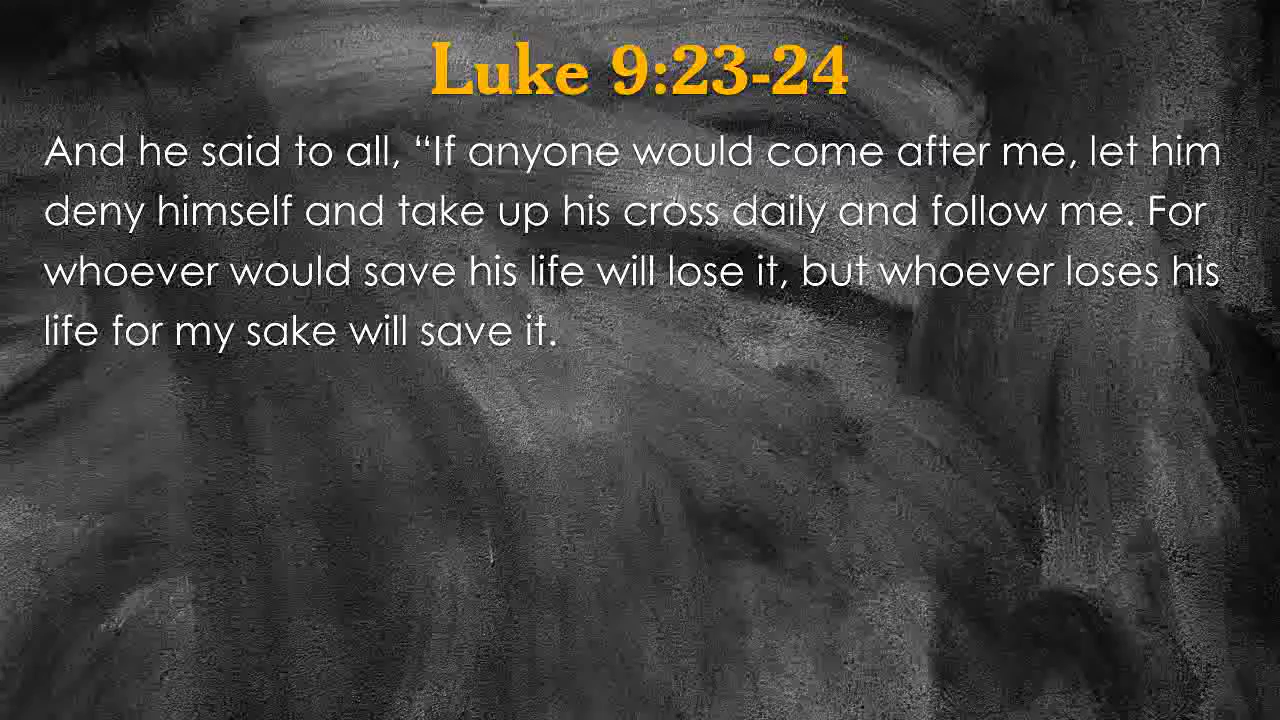 Luke 9:23-24
And he said to all, “If anyone would come after me, let him
deny himself and take up his cross daily and follow me. For
whoever would save his life will lose it, but whoever loses his
life for my sake will save it.